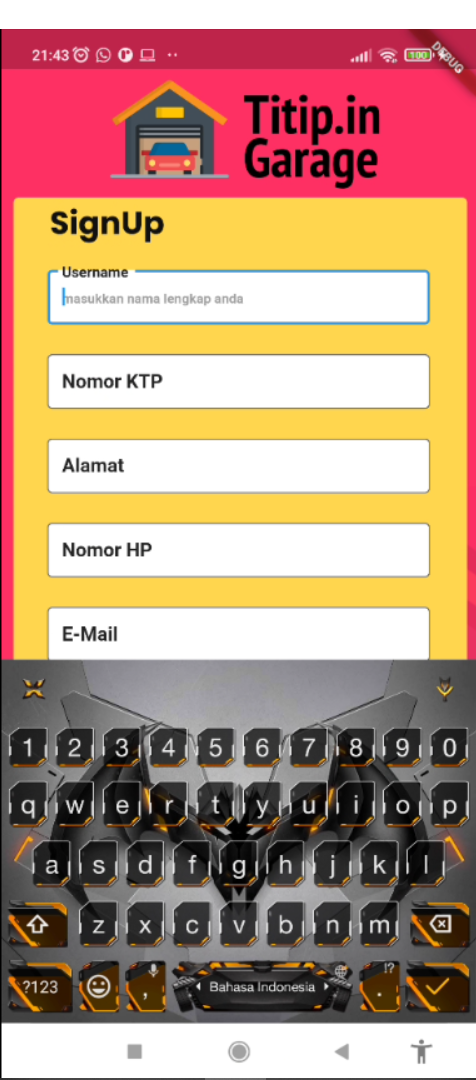 21:43
100
DEBUG
Titip.in
Garage
SignUp
Username
masukkan nama lengkap anda
Nomor KTP
Alamat
Nomor HP
E-Mail
1 2 3 4 5 6 7 8 9 0
q w e r t y u i o p
a s d f g h j k l
z x c v b n m
?123 , Bahasa Indonesia !? .